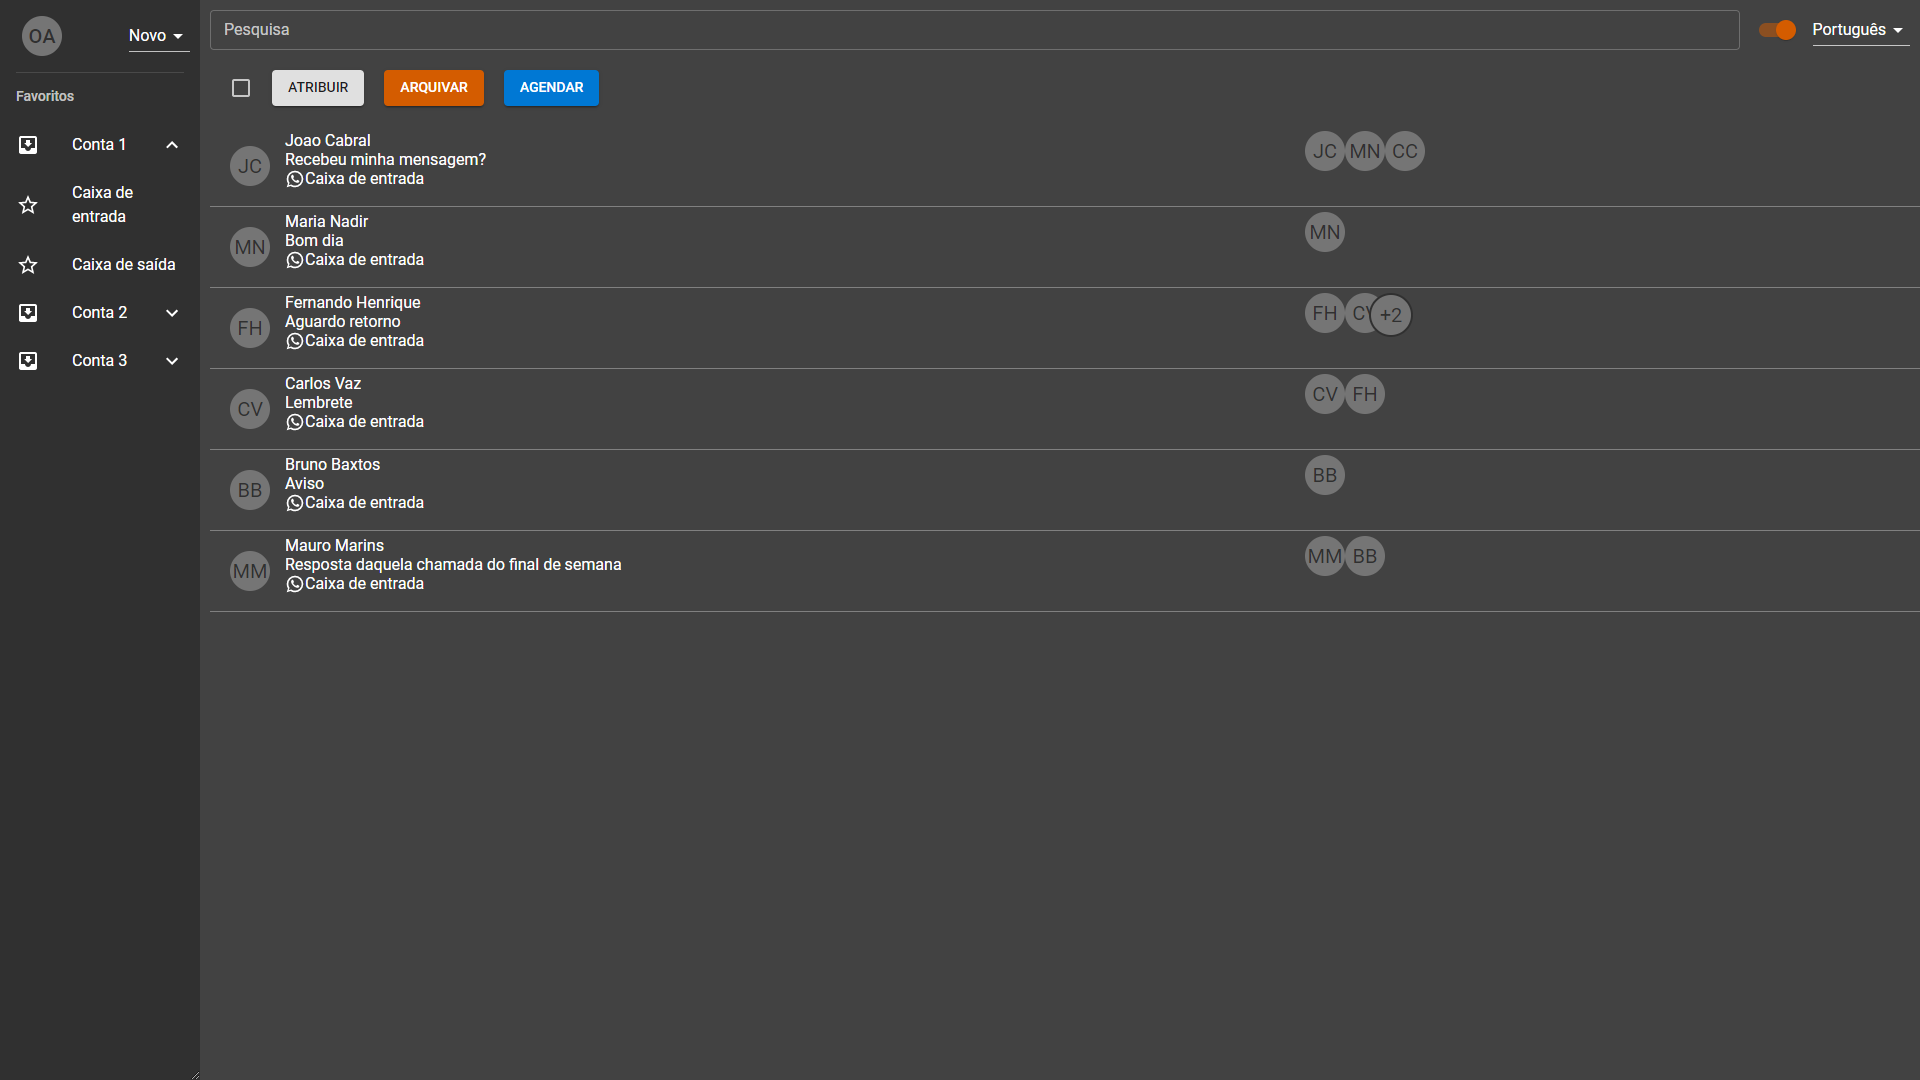 OA
Novo
Favoritos
Conta 1
Caixa de
entrada
Caixa de saída
Conta 2
Conta 3
Pesquisa
Português
ATRIBUIR
ARQUIVAR
AGENDAR
JC
Joao Cabral
Recebeu minha mensagem?
Caixa de entrada
JC MN CC
MN
Maria Nadir
Bom dia
Caixa de entrada
MN
FH
Fernando Henrique
Aguardo retorno
Caixa de entrada
FH CV +2
CV
Carlos Vaz
Lembrete
Caixa de entrada
CV FH
BB
Bruno Baxtos
Aviso
Caixa de entrada
BB
MM
Mauro Marins
Resposta daquela chamada do final de semana
Caixa de entrada
MM BB